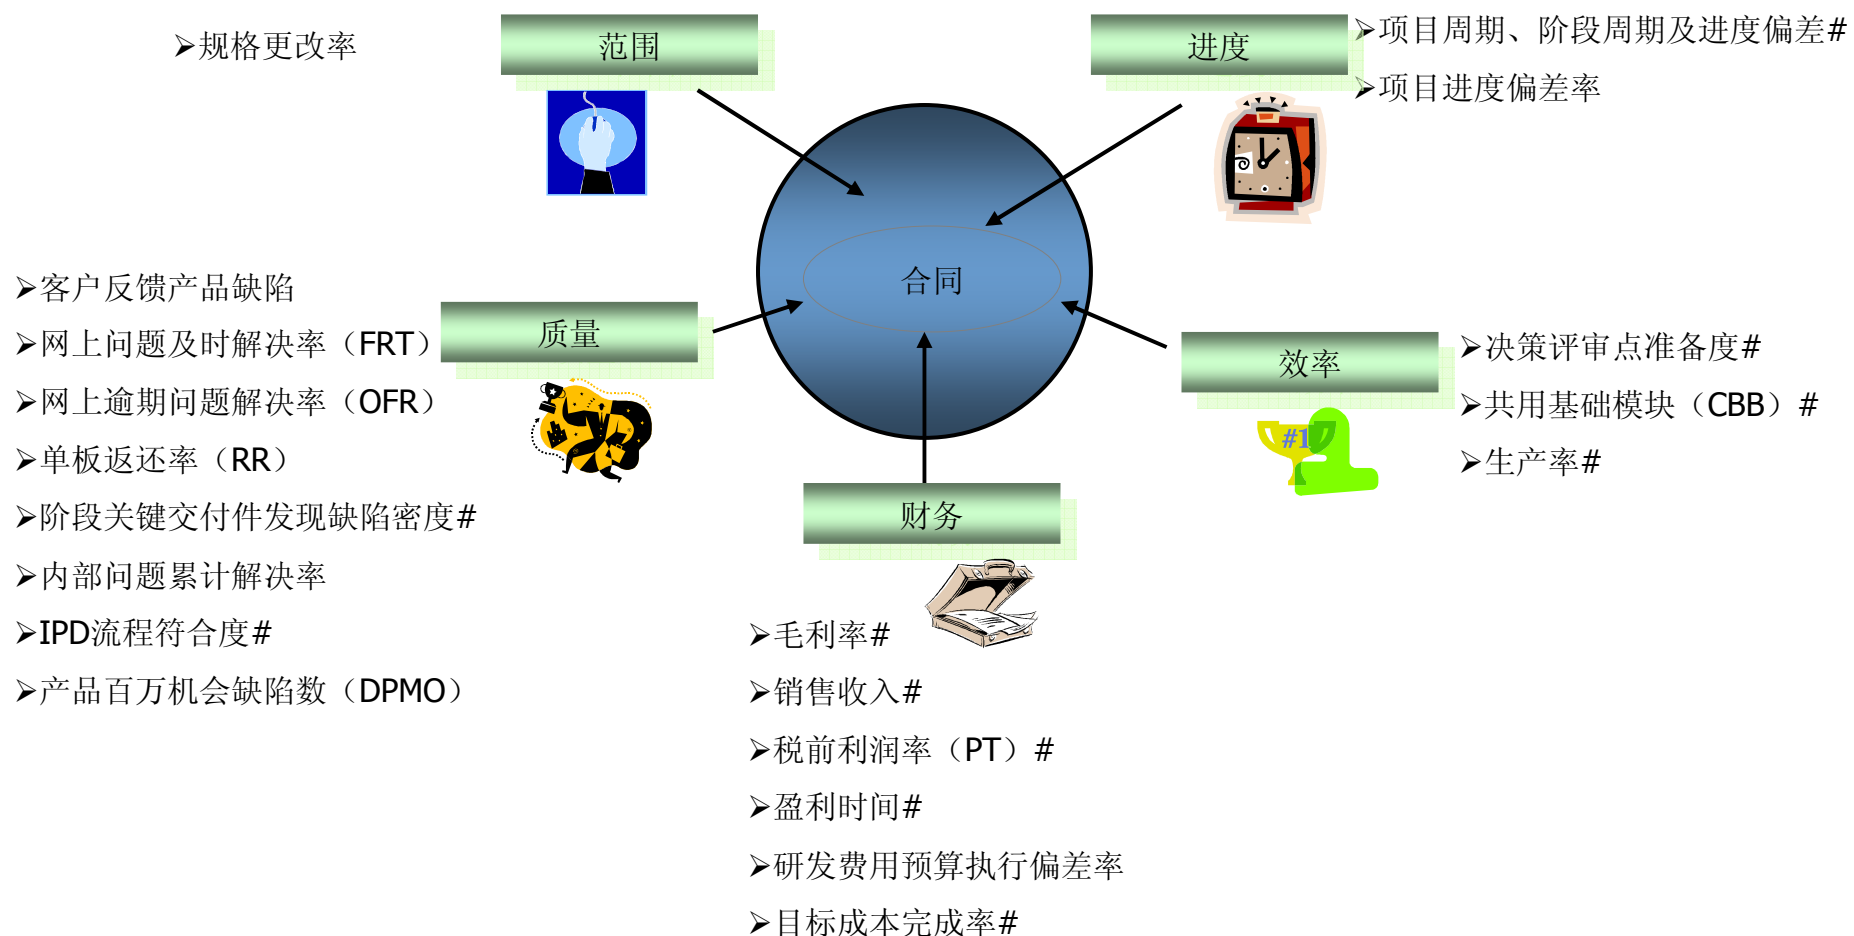 ➢规格更改率
范围
进度
➢项目周期、阶段周期及进度偏差#
➢项目进度偏差率
合同
➢客户反馈产品缺陷
➢网上问题及时解决率（FRT）
➢网上逾期问题解决率（OFR）
➢单板返还率（RR）
➢阶段关键交付件发现缺陷密度#
➢内部问题累计解决率
➢IPD流程符合度#
➢产品百万机会缺陷数（DPMO）
质量
效率
#1
➢决策评审点准备度#
➢共用基础模块（CBB）#
➢生产率#
财务
➢毛利率#
➢销售收入#
➢税前利润率（PT）#
➢盈利时间#
➢研发费用预算执行偏差率
➢目标成本完成率#